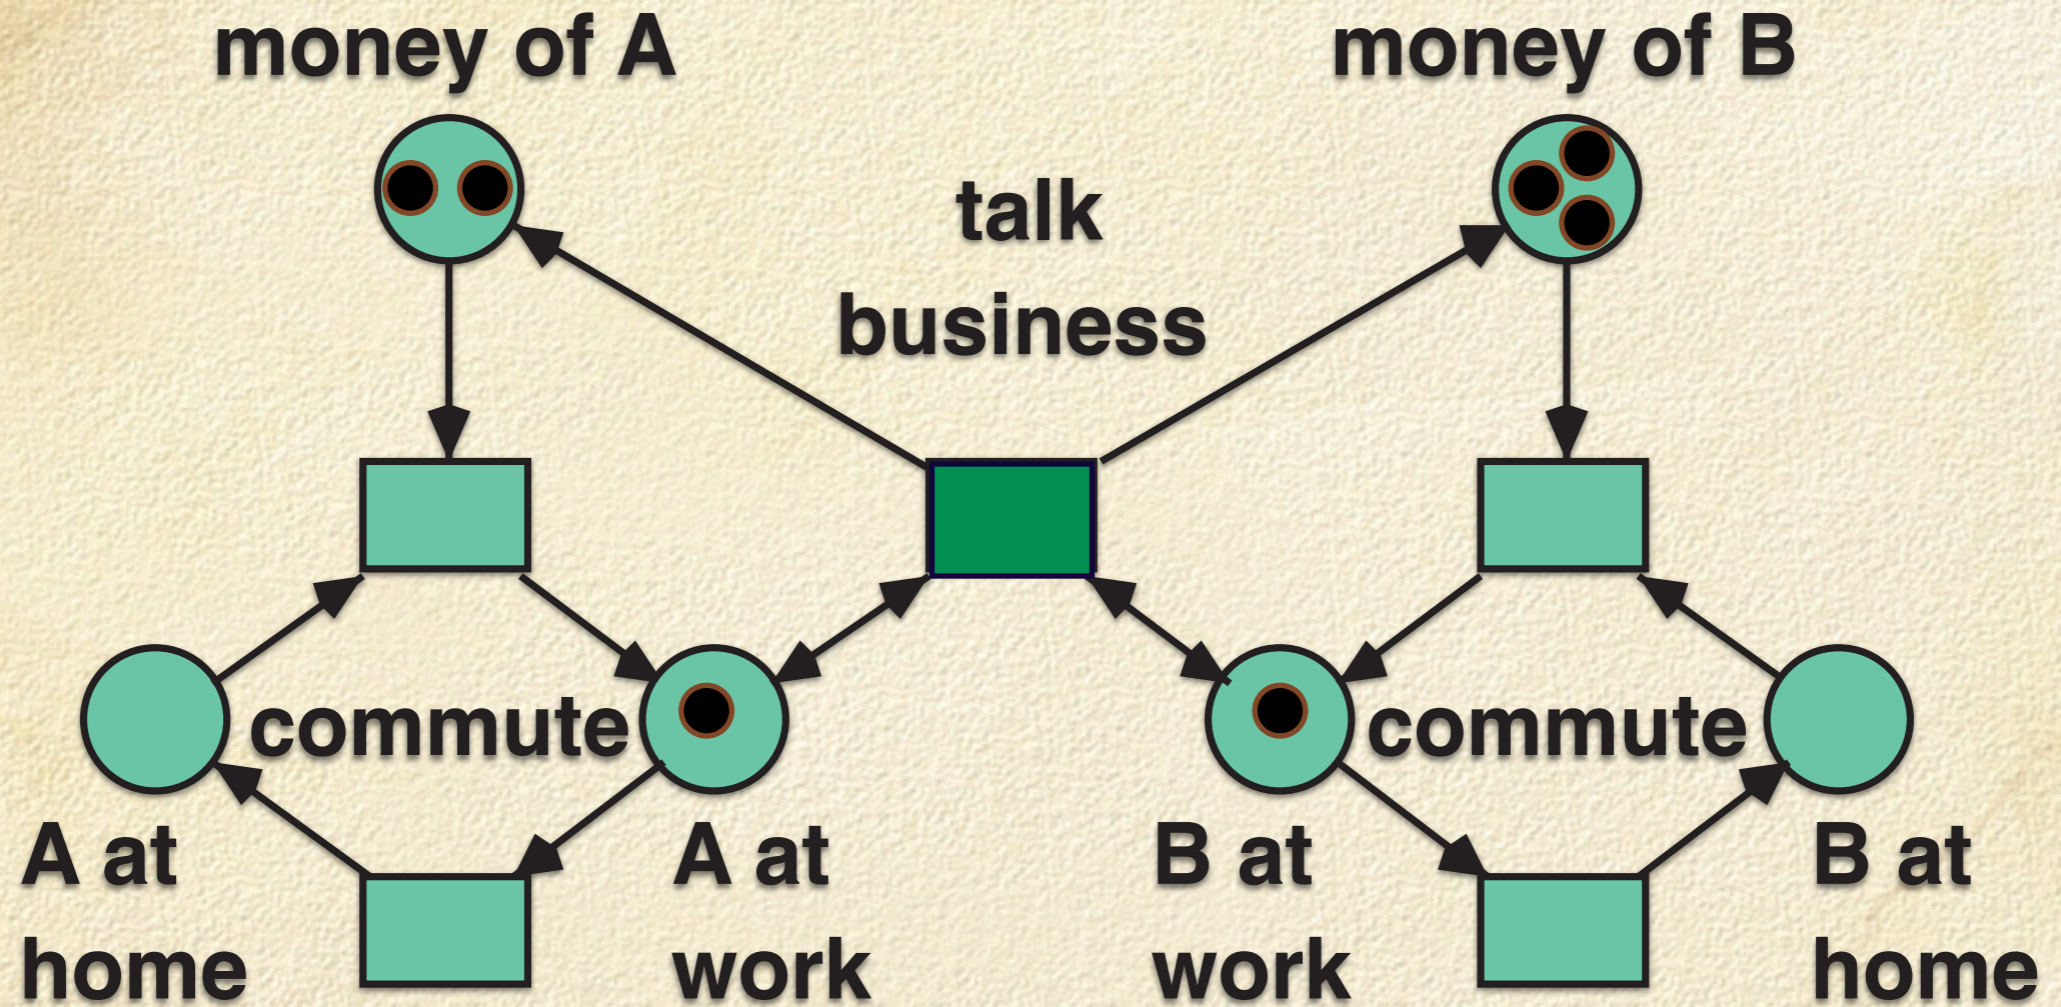 money of A
money of B
talk
business
commute
commute
A at
home
A at
work
B at
work
B at
home